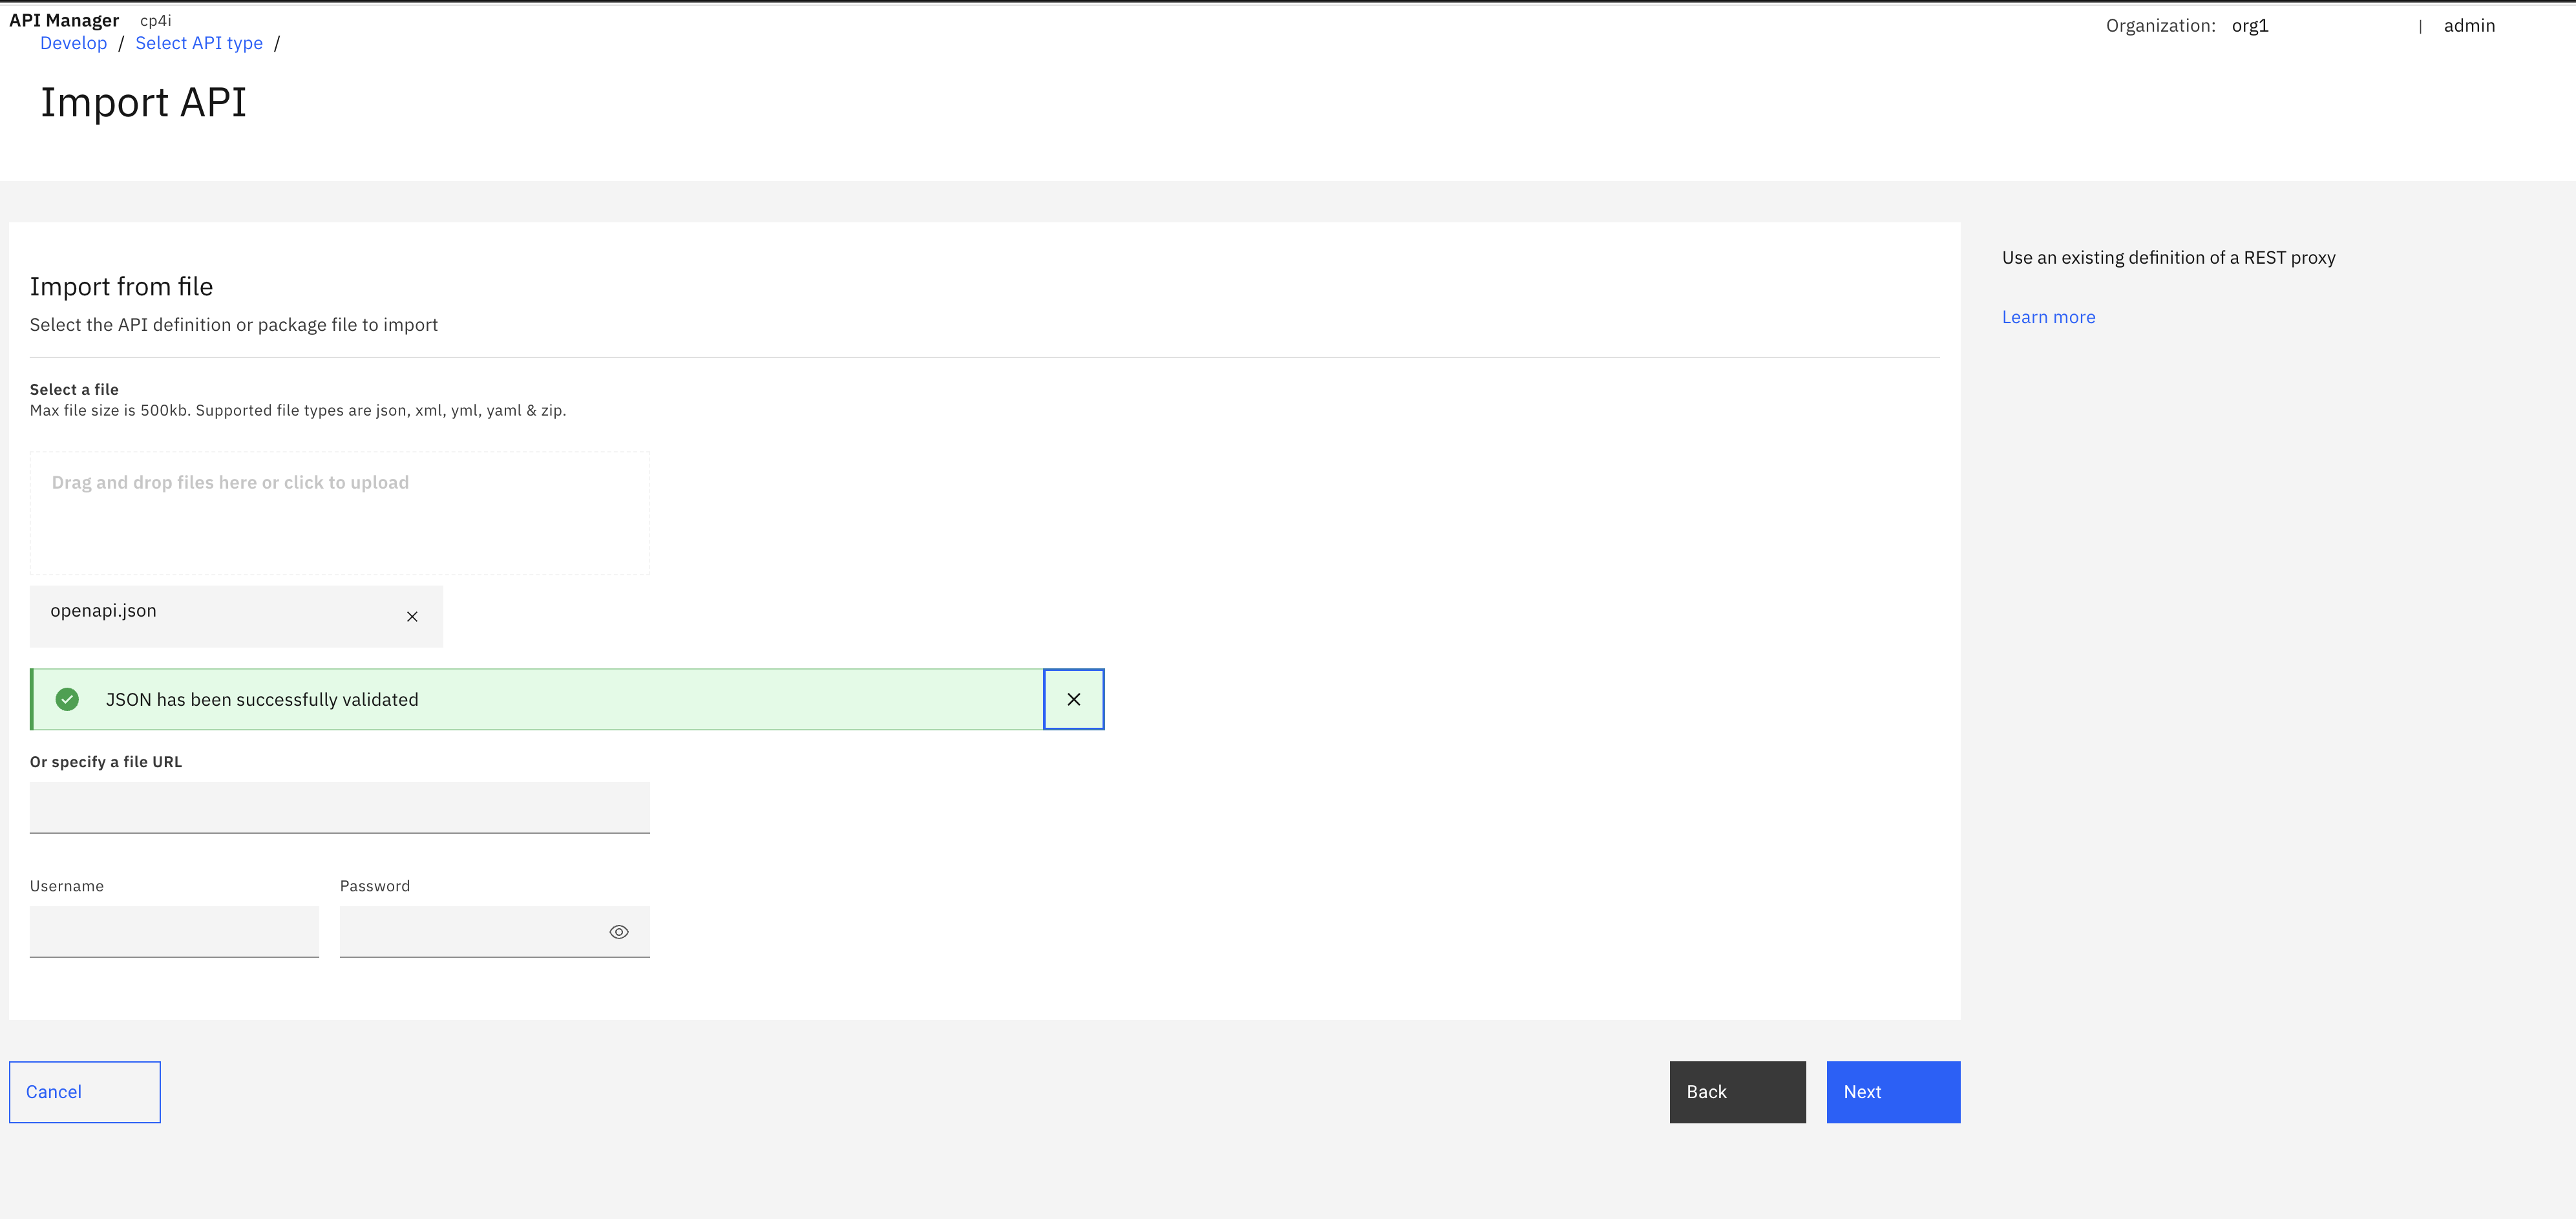 API Manager cp4i
Organization: org1 | admin
Develop / Select API type /
Import API
Import from file
Select the API definition or package file to import
Select a file
Max file size is 500kb. Supported file types are json, xml, yml, yaml & zip.
Drag and drop files here or click to upload
openapi.json
JSON has been successfully validated
Or specify a file URL
Username Password
Cancel
Back
Next
Use an existing definition of a REST proxy
Learn more